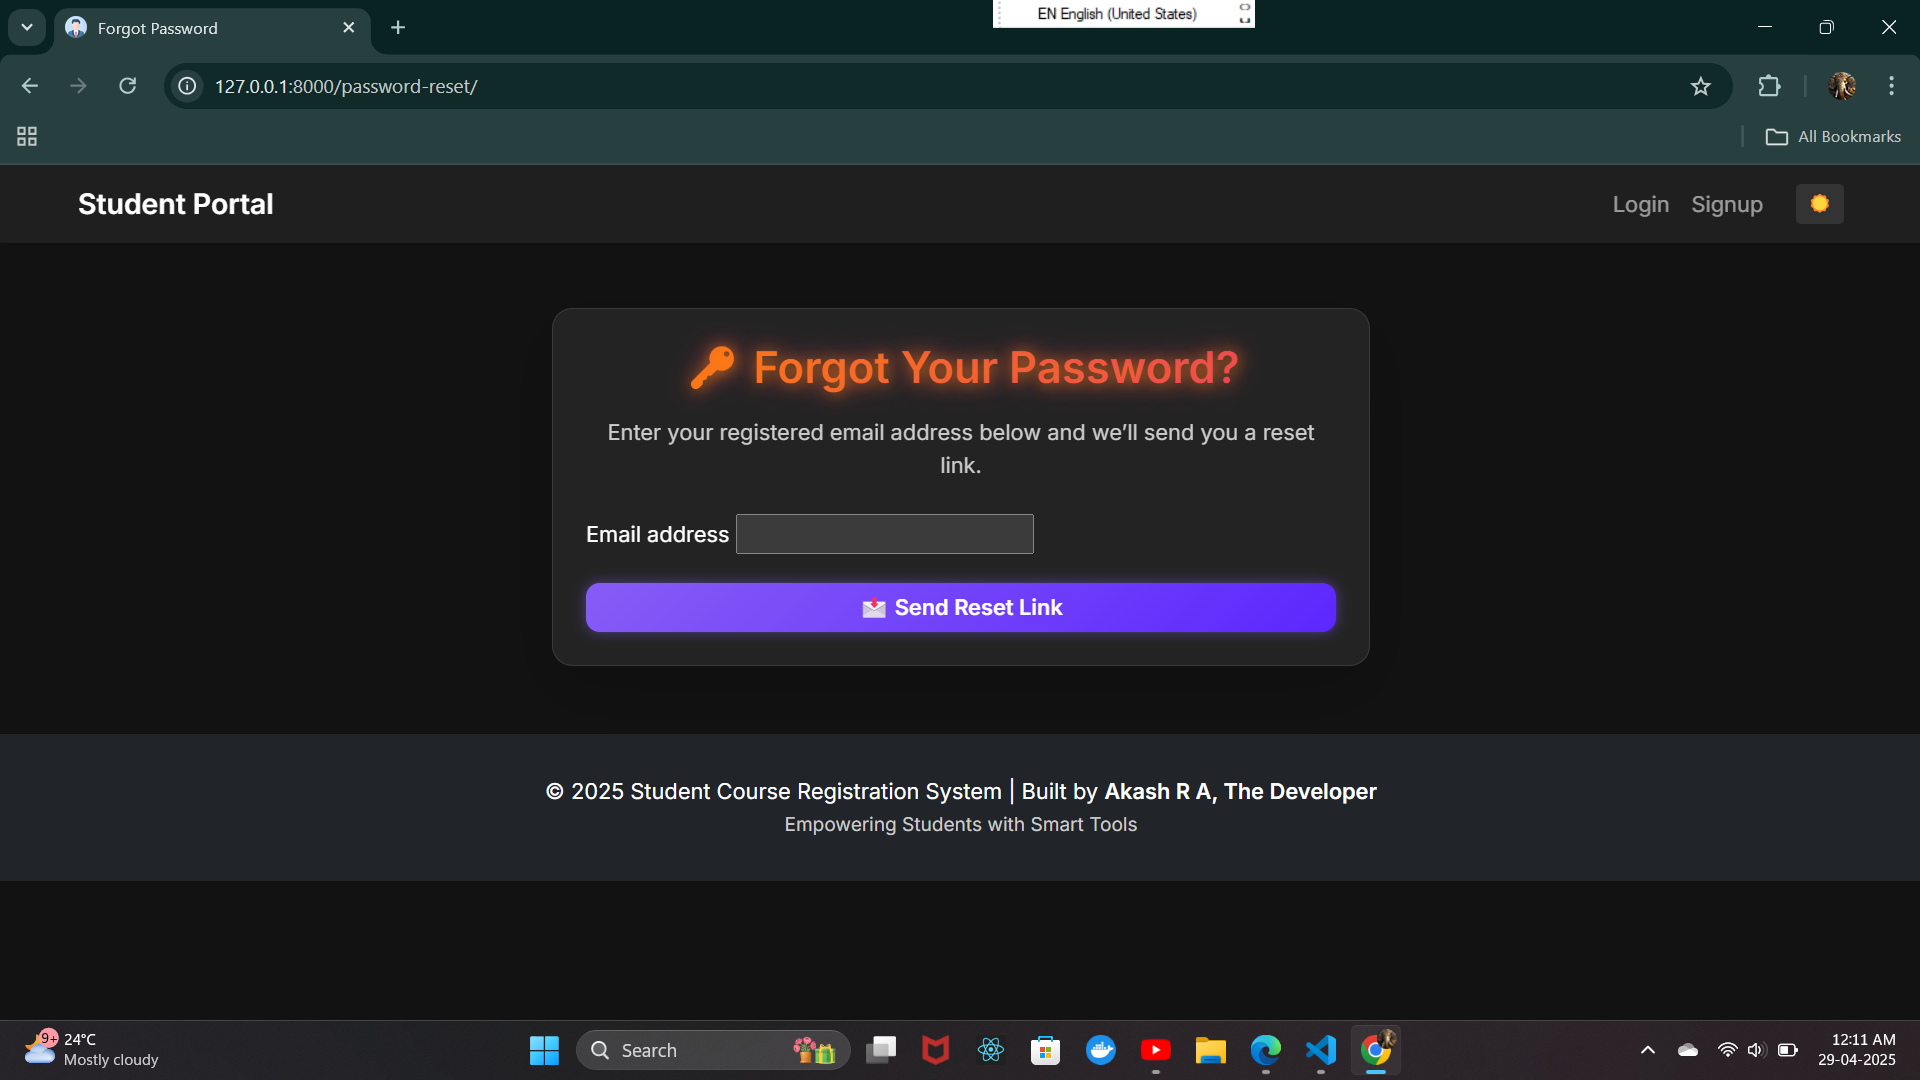 Forgot Password
EN English (United States)
127.0.0.1:8000/password-reset/
All Bookmarks
Student Portal
Login Signup
Forgot Your Password?
Enter your registered email address below and we’ll send you a reset
link.
Email address
Send Reset Link
© 2025 Student Course Registration System | Built by Akash R A, The Developer
Empowering Students with Smart Tools
9+
24°C
Mostly cloudy
Search
12:11 AM
29-04-2025